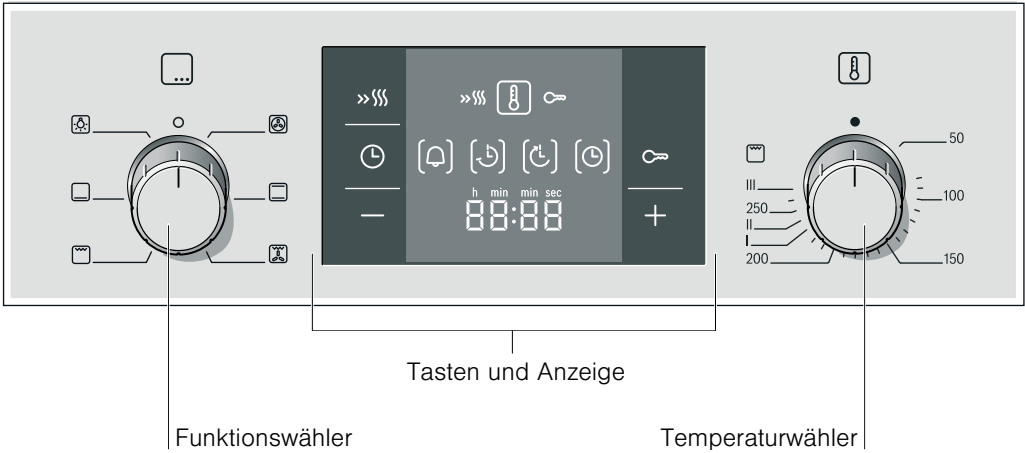 h min min sec
88:88
50
100
150
III
250
II
I
200
Tasten und Anzeige
Funktionswähler
Temperaturwähler